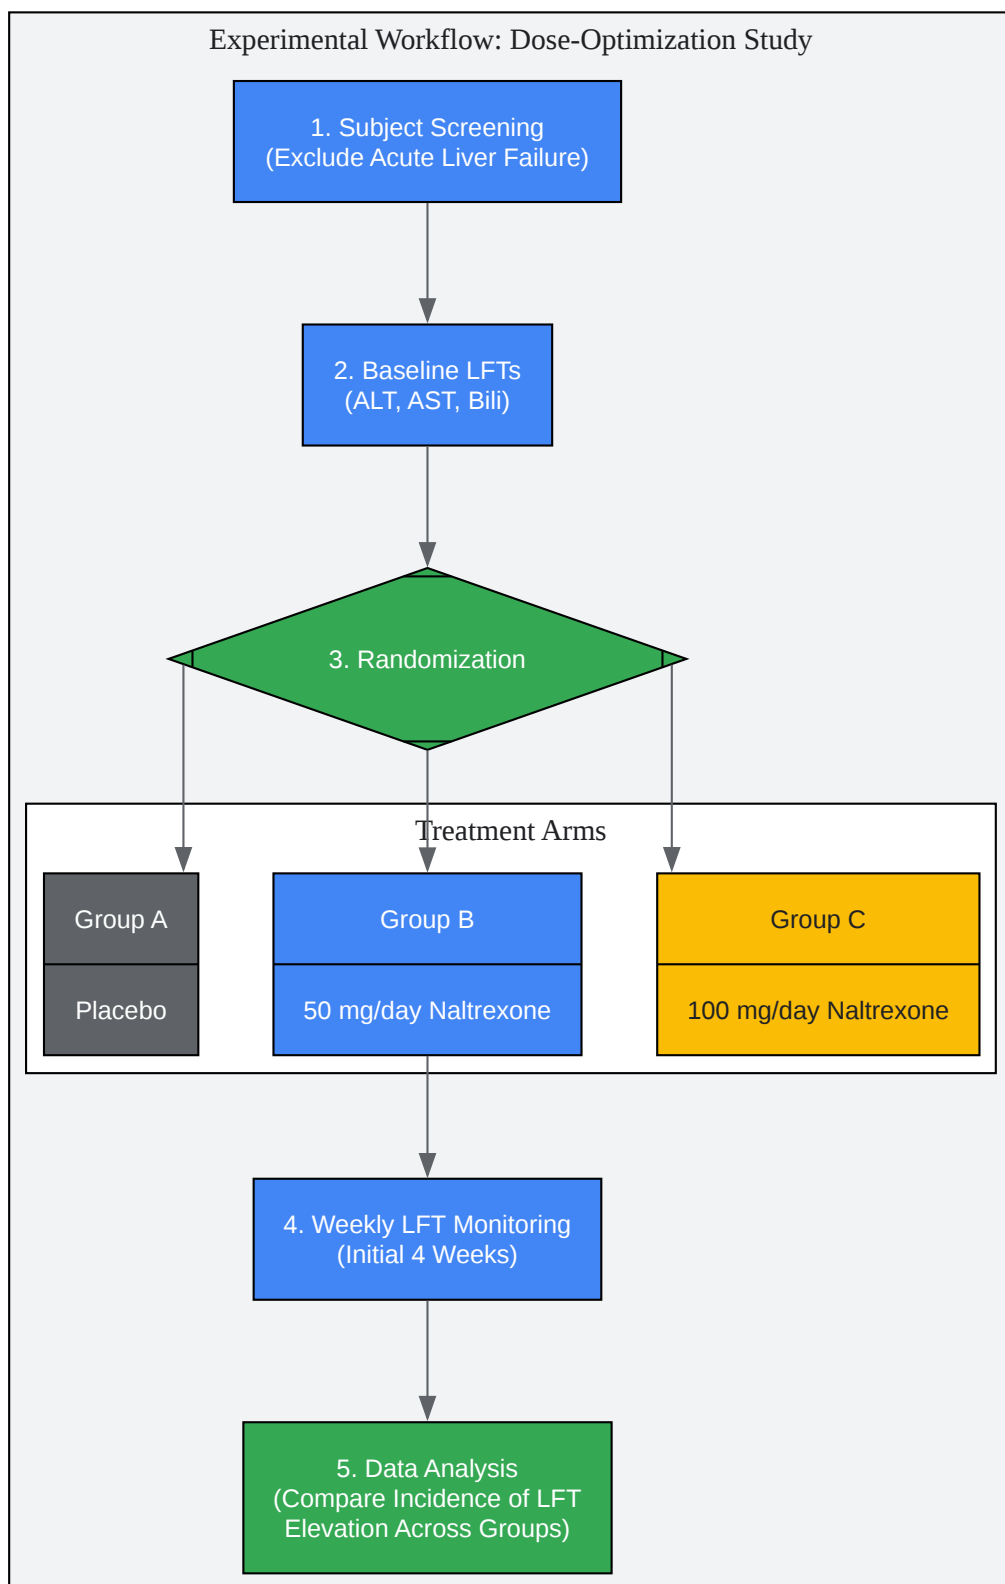 Experimental Workflow: Dose-Optimization Study
1. Subject Screening
(Exclude Acute Liver Failure)
2. Baseline LFTs
(ALT, AST, Bili)
3. Randomization
Treatment Arms
Group A
Placebo
Group B
50 mg/day Naltrexone
Group C
100 mg/day Naltrexone
4. Weekly LFT Monitoring
(Initial 4 Weeks)
5. Data Analysis
(Compare Incidence of LFT
Elevation Across Groups)